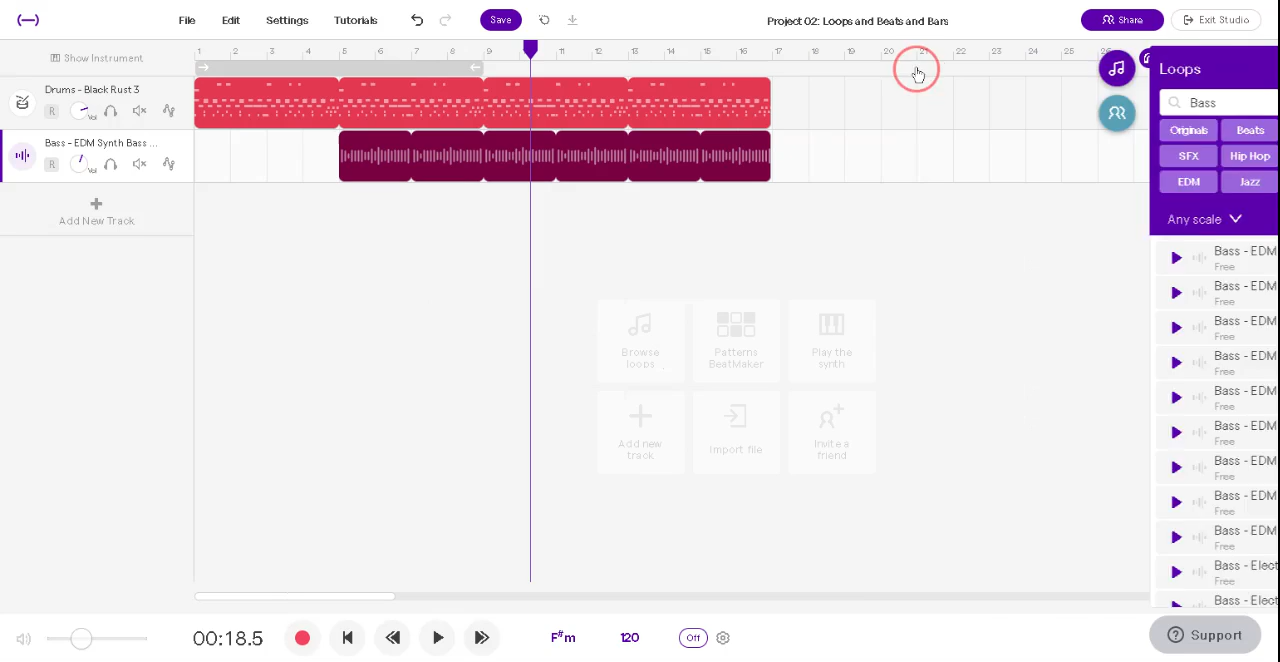 File Edit Settings Tutorials Save Project 02: Loops and Beats and Bars Share Exit Studio
Show Instrument
1 2 3 4 5 6 7 8 11 12 13 14 15 16 17 18 19 20 21 22 23 24 25 26
Loops
Drums - Black Rust 3
R Vol
Bass
Originals Beats
Bass - EDM Synth Bass ...
R Vol
SFX Hip Hop
EDM Jazz
Add New Track
Any scale
Bass - EDM
Free
Bass - EDM
Free
Bass - EDM
Free
Bass - EDM
Free
Bass - EDM
Free
Bass - EDM
Free
Bass - EDM
Free
Bass - EDM
Free
Bass - EDM
Free
Bass - Elect
Free
Bass - Elect
Browse
loops
Patterns
BeatMaker
Play the
synth
Add new
track
Import file
Invite a
friend
00:18.5 F#m 120 Off
Support